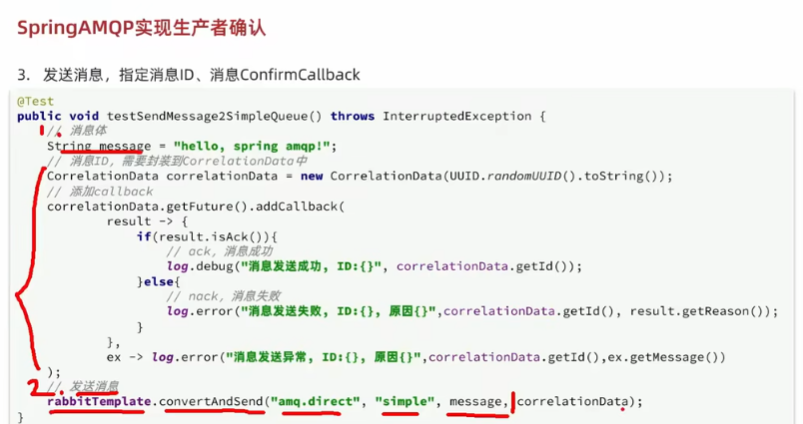 SpringAMQP实现生产者确认
3. 发送消息，指定消息ID、消息ConfirmCallback
@Test
public void testSendMessage2SimpleQueue() throws InterruptedException {
1. // 消息体
String message = "hello, spring amqp!";
// 消息ID，需要封装到CorrelationData中
CorrelationData correlationData = new CorrelationData(UUID.randomUUID().toString());
// 添加callback
correlationData.getFuture().addCallback(
result -> {
if(result.isAck()){
// ack，消息成功
log.debug("消息发送成功, ID:{}", correlationData.getId());
}else{
// nack，消息失败
log.error("消息发送失败, ID:{}, 原因{}",correlationData.getId(), result.getReason());
}
},
ex -> log.error("消息发送异常, ID:{}, 原因{}",correlationData.getId(),ex.getMessage())
);
2. // 发送消息
rabbitTemplate.convertAndSend("amq.direct", "simple", message, correlationData);
}